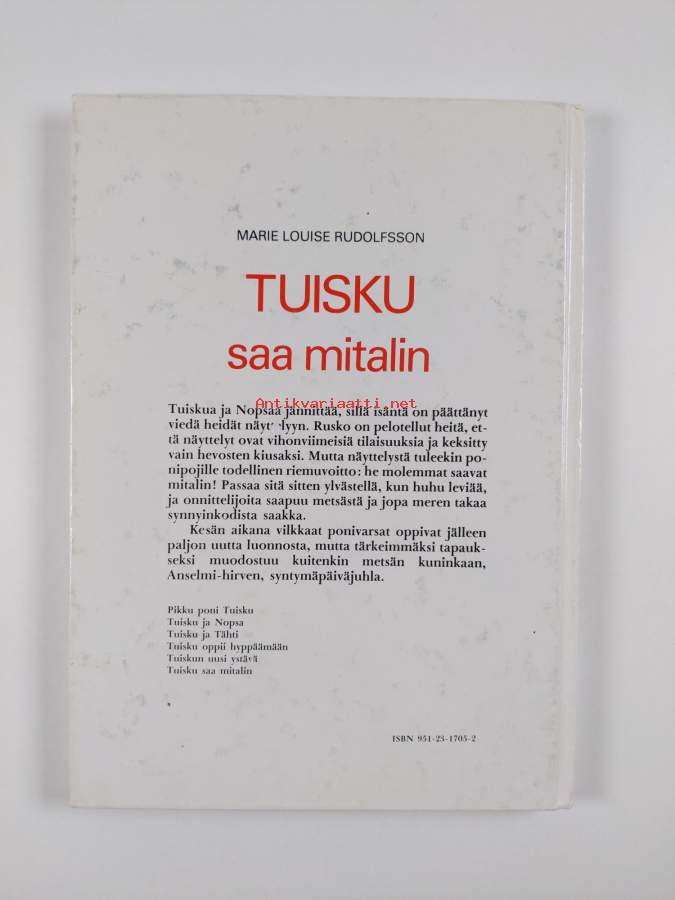 MARIE LOUISE RUDOLFSSON
TUISKU
saa mitalin
Antikvariaatti.net
Tuiskua ja Nopsaa jännittää, sillä isäntä on päättänyt
viedä heidät Rusko on pelotellut heitä, et-
tä näyttelyt ovat vihonviimeisiä tilaisuuksia ja keksitty
vain hevosten kiusaksi. Mutta näyttelystä tuleekin po-
nipojille todellinen riemuvoitto: he molemmat saavat
mitalin! Passaa sitä sitten ylvästellä, kun huhu leviää,
ja onnittelijoita saapuu metsästä ja jopa meren takaa
synnyinkodista saakka.
Kesän aikana vilkkaat ponivarsat oppivat jälleen
paljon uutta luonnosta, mutta tärkeimmäksi tapauk-
seksi muodostuu kuitenkin metsän kuninkaan,
Anselmi-hirven, syntymäpäiväjuhla.
Pikku poni Tuisku
Tuisku ja Nopsa
Tuisku ja Tähti
Tuisku oppii hyppäämään
Tuiskun uusi ystävä
Tuisku saa mitalin
ISBN 951-23-1705-2